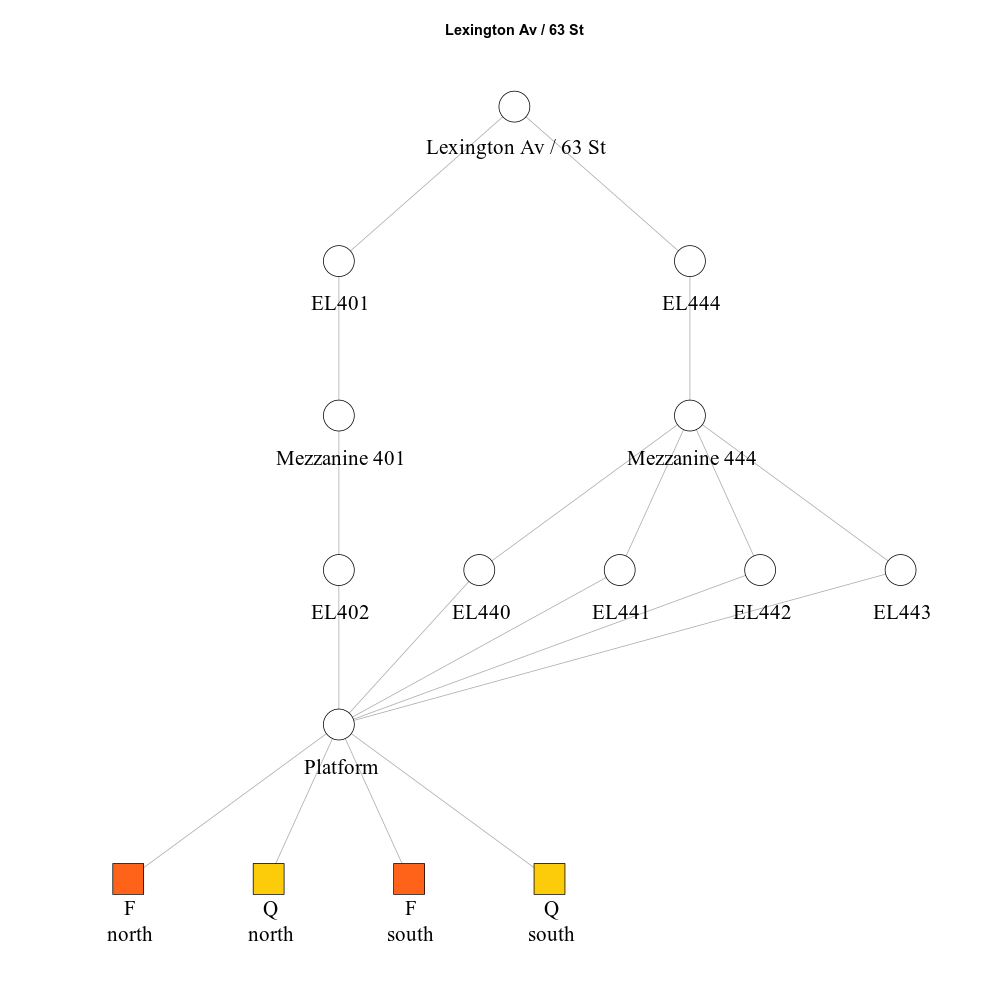 Lexington Av / 63 St
Lexington Av / 63 St
EL401
EL444
Mezzanine 401
Mezzanine 444
EL402
EL440
EL441
EL442
EL443
Platform
F
north
Q
north
F
south
Q
south